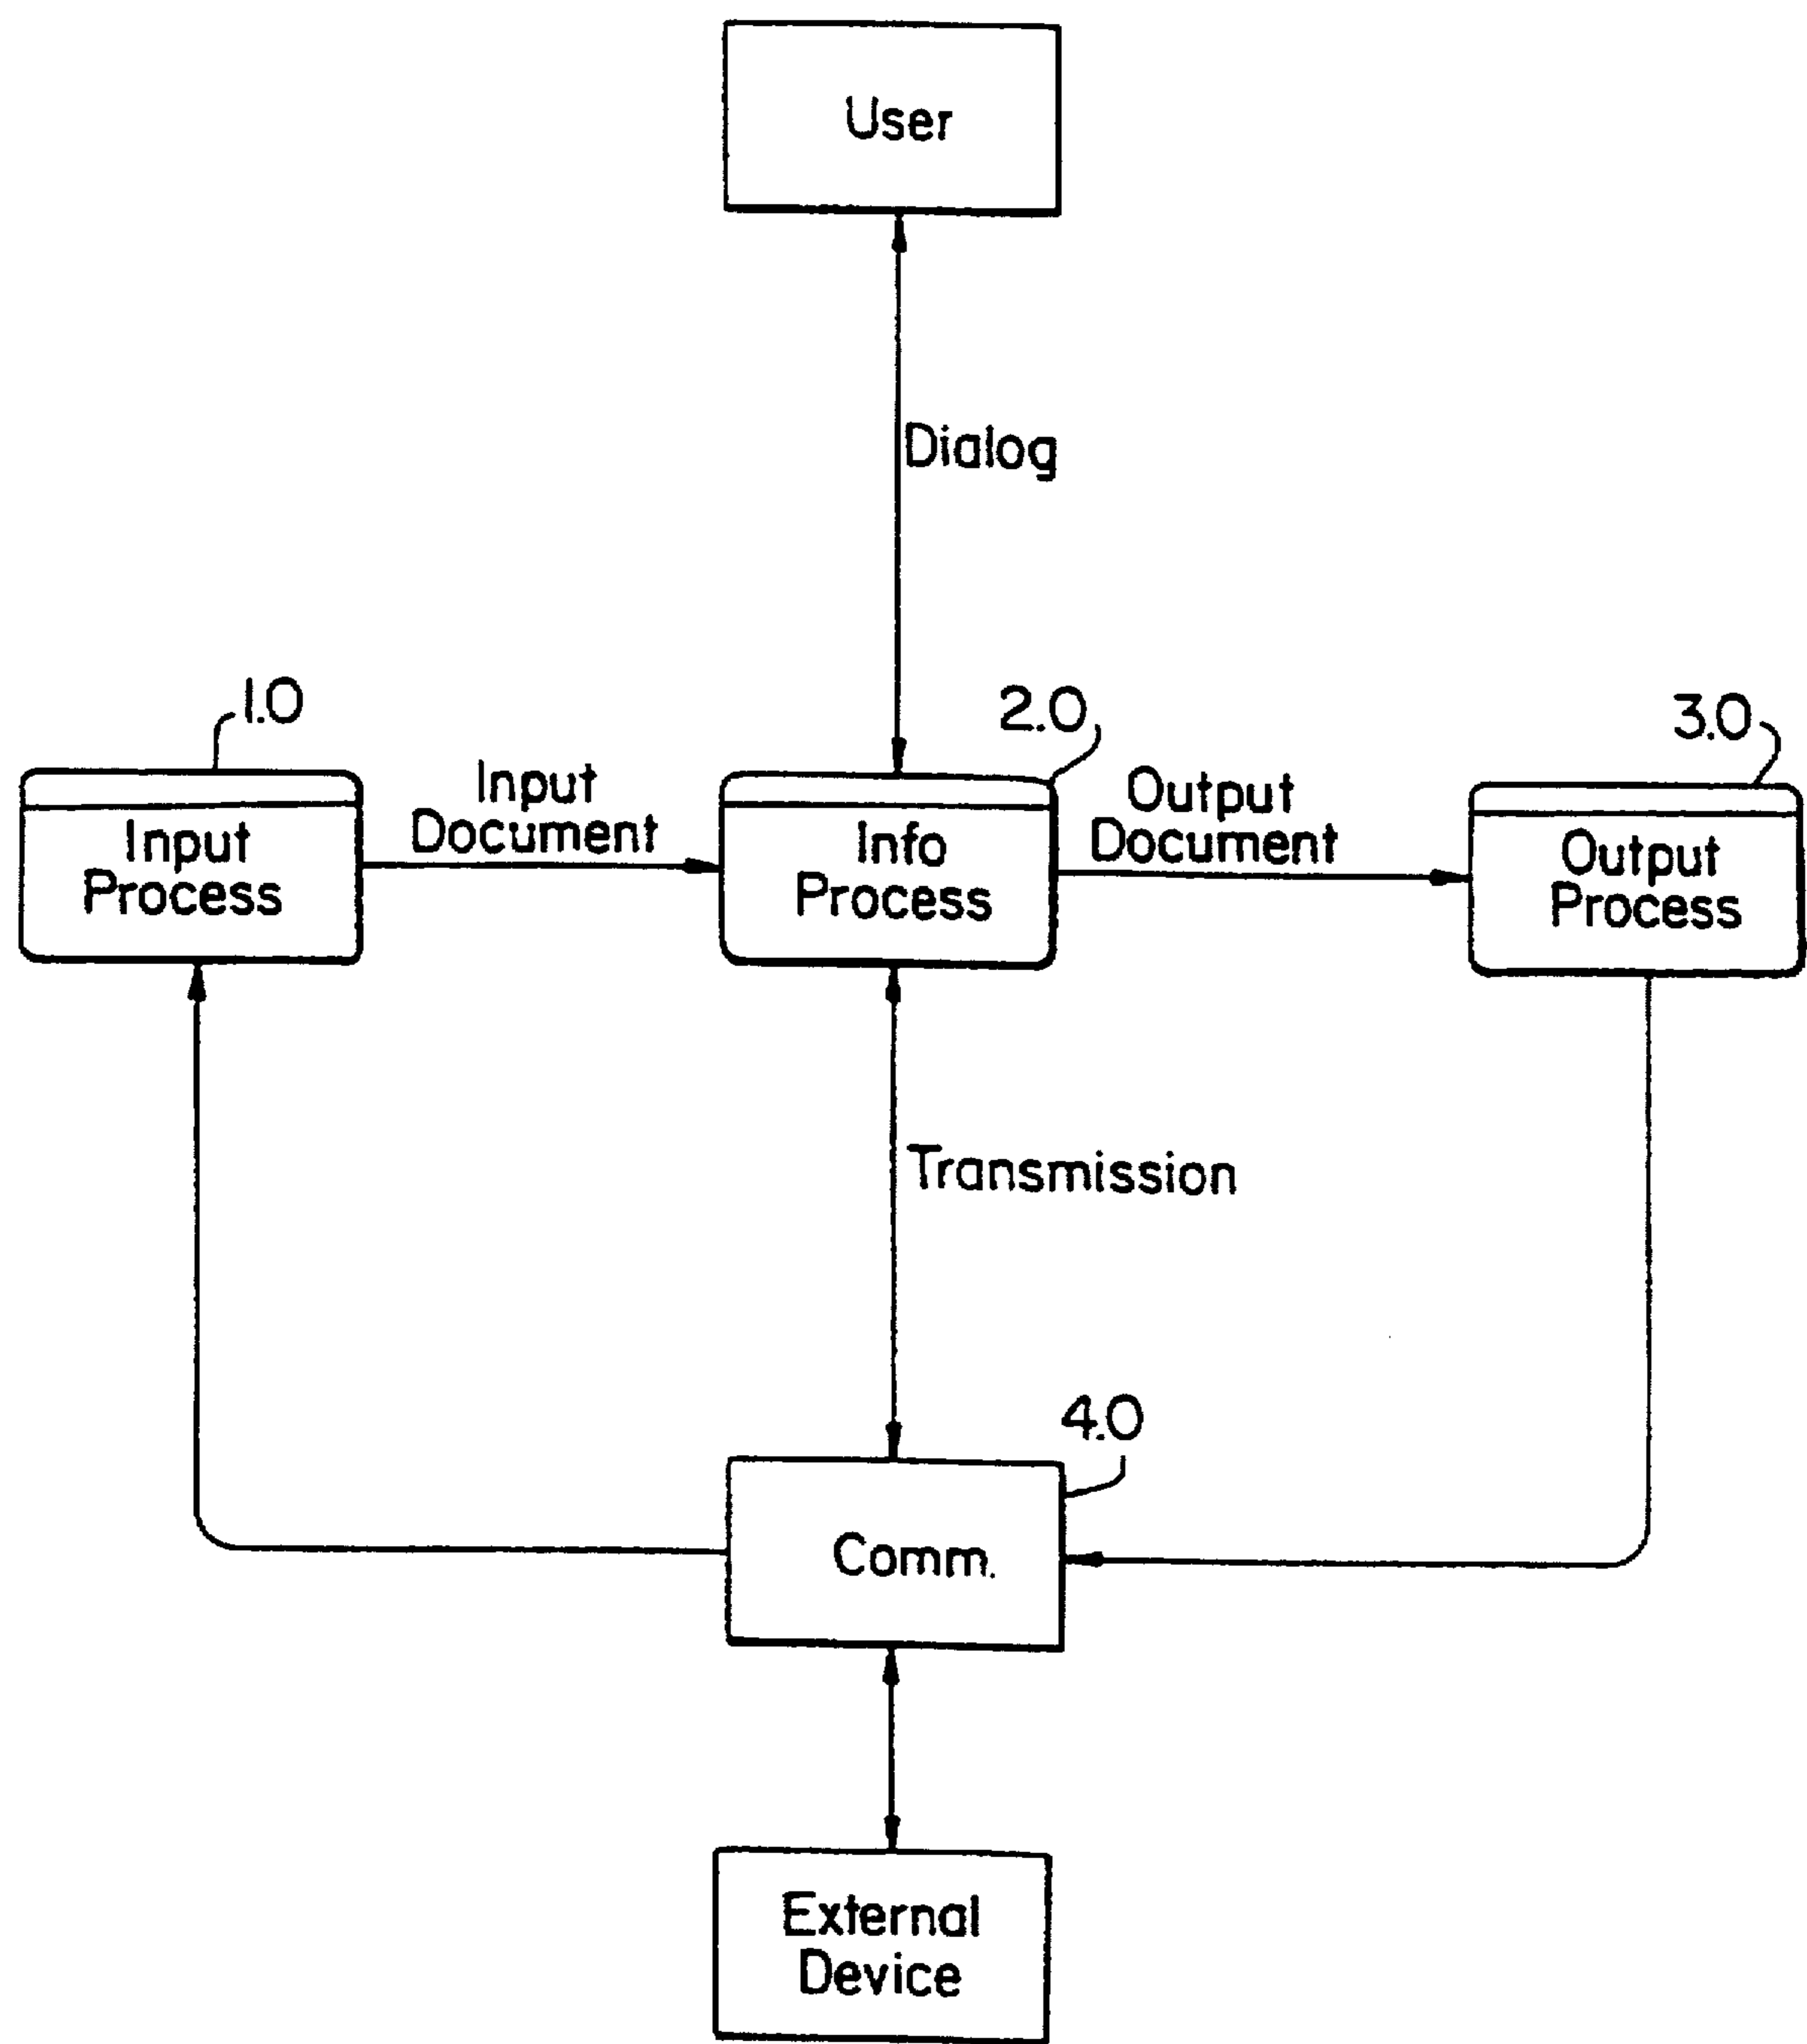 User
Dialog
1.0
2.0
3.0
Input
Document
Output
Document
Input
Process
Info
Process
Output
Process
Transmission
4.0
Comm.
External
Device